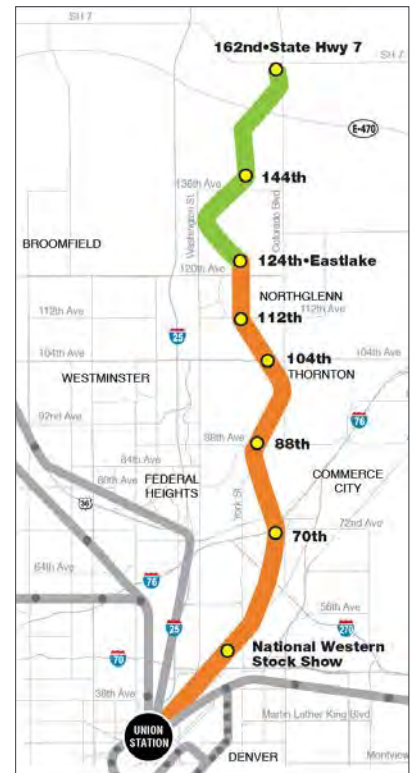 SH 7
162nd•State Hwy 7
SH 7
E-470
144th
136th Ave
Washington St.
Colorado Blvd
BROOMFIELD
124th•Eastlake
120th Ave
NORTHGLENN
112th Ave
112th
25
104th Ave
104th
104th Ave
THORNTON
WESTMINSTER
76
92nd Ave
88th Ave
88th
84th Ave
80th Ave
FEDERAL
HEIGHTS
COMMERCE
CITY
36
York St
70th
72nd Ave
64th Ave
76
56th Ave
25
270
70
National Western
Stock Show
38th Ave
UNION
STATION
Martin Luther King Blvd
DENVER
Montview